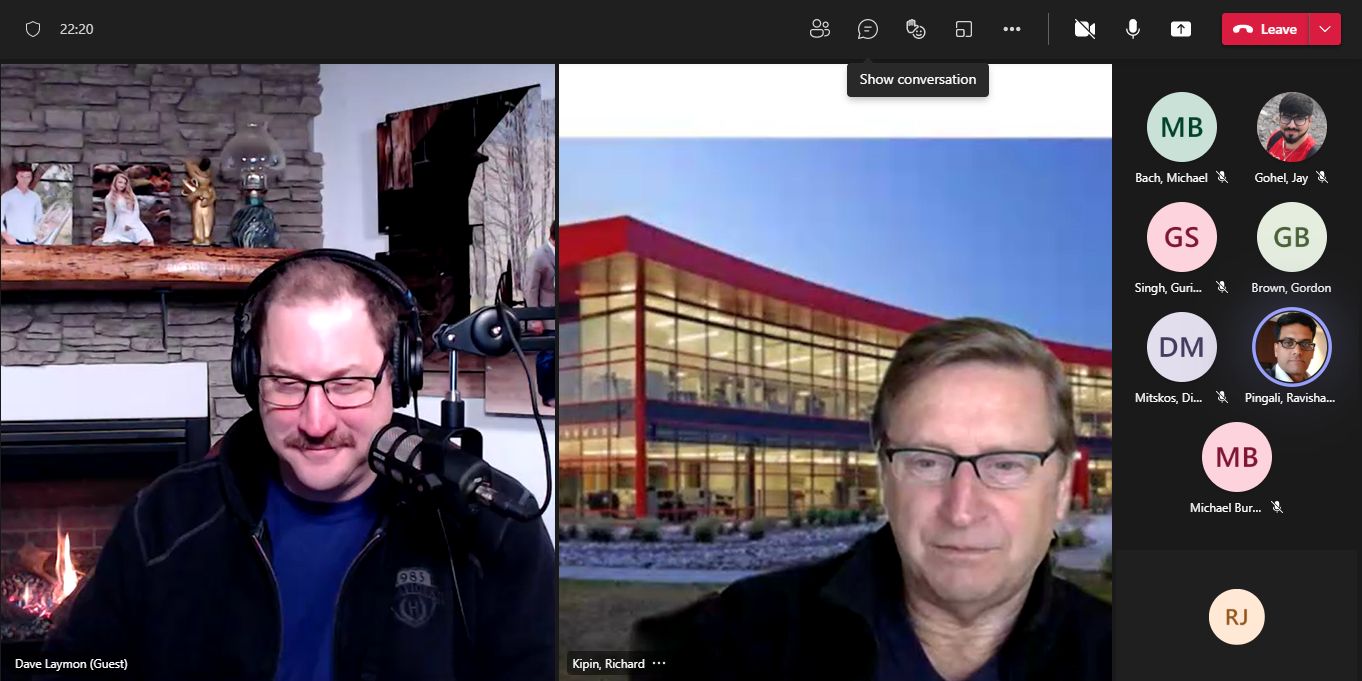 22:20
Leave
Show conversation
MB
Bach, Michael
Gohel, Jay
GS
GB
Singh, Guri...
Brown, Gordon
DM
Mitskos, Di...
Pingali, Ravisha...
MB
Michael Bur...
RJ
983
H
Dave Laymon (Guest)
Kipin, Richard